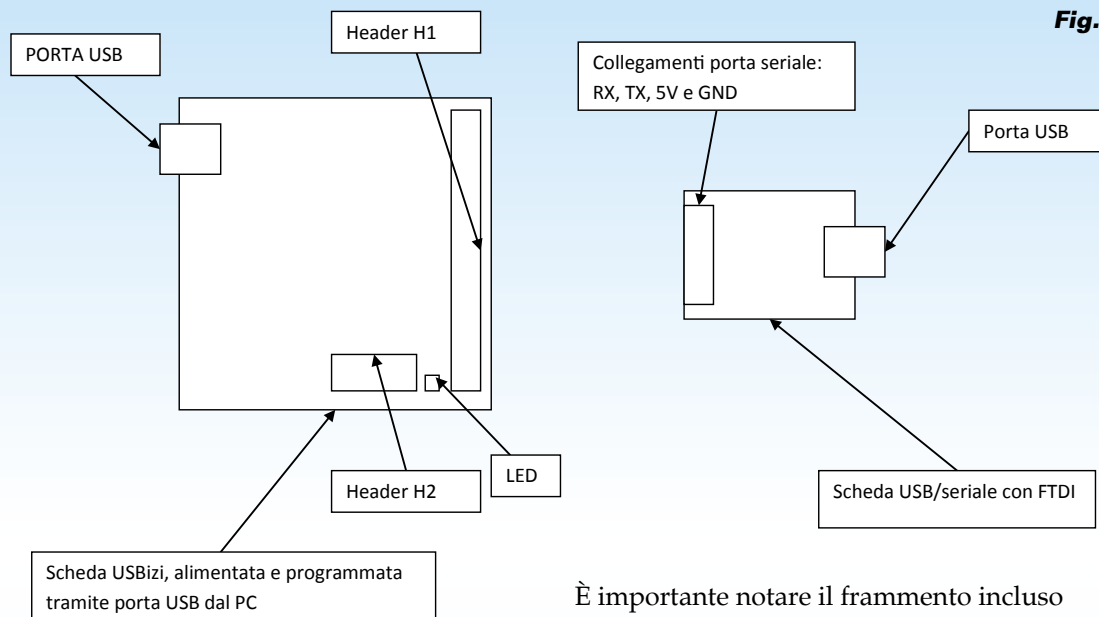 Fig.
Header H1
PORTA USB
Collegamenti porta seriale:
RX, TX, 5V e GND
Porta USB
LED
Header H2
Scheda USB/seriale con FTDI
Scheda USBizi, alimentata e programmata
tramite porta USB dal PC
È importante notare il frammento incluso